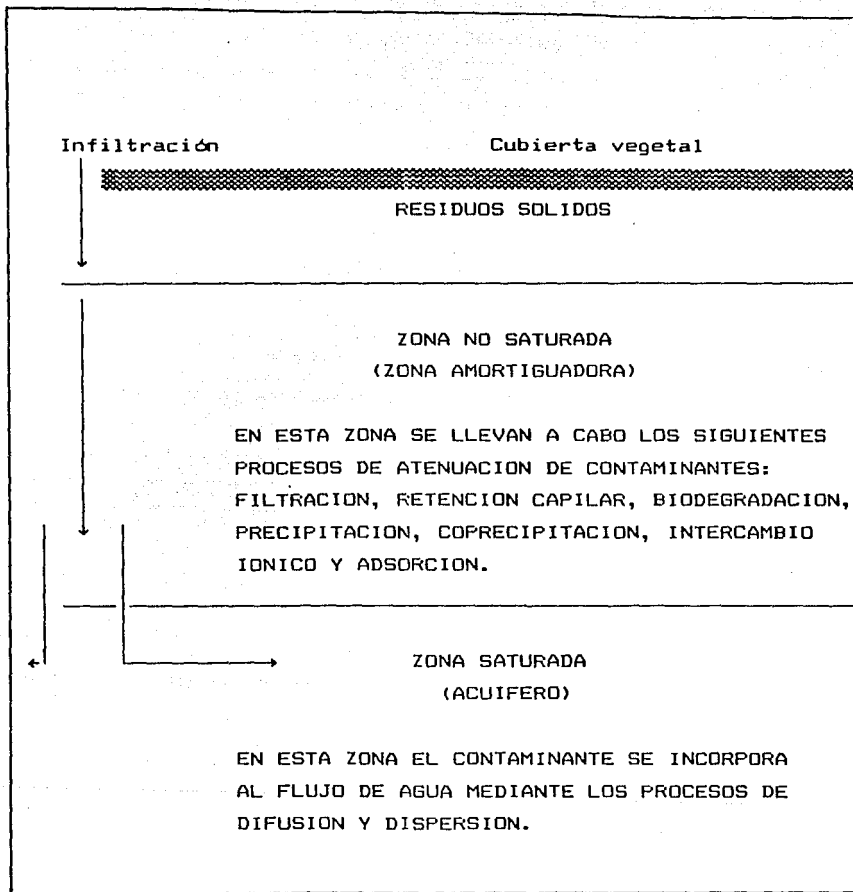 Infiltración Cubierta vegetal
RESIDUOS SOLIDOS
ZONA NO SATURADA
(ZONA AMORTIGUADORA)
EN ESTA ZONA SE LLEVAN A CABO LOS SIGUIENTES
PROCESOS DE ATENUACION DE CONTAMINANTES:
FILTRACION, RETENCION CAPILAR, BIODEGRADACION,
PRECIPITACION, COPRECIPITACION, INTERCAMBIO
IONICO Y ADSORCION.
ZONA SATURADA
(ACUIFERO)
EN ESTA ZONA EL CONTAMINANTE SE INCORPORA
AL FLUJO DE AGUA MEDIANTE LOS PROCESOS DE
DIFUSION Y DISPERSION.